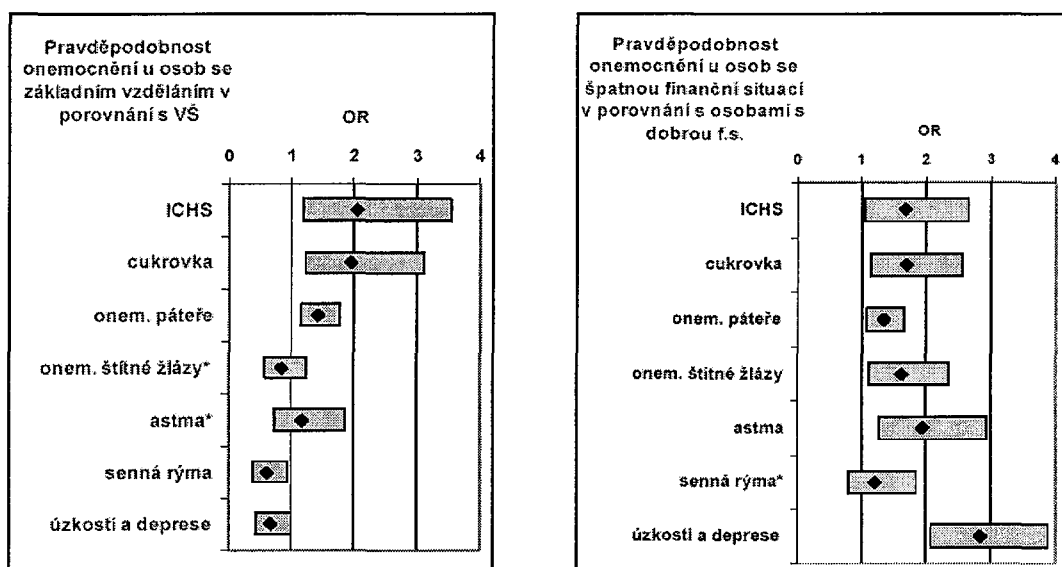 Pravděpodobnost
onemocnění u osob se
základním vzděláním v
porovnání s VŠ
OR
0 1 2 3 4
ICHS
cukrovka
onem. páteře
onem. štítné žlázy*
astma*
senná rýma
úzkosti a deprese
Pravděpodobnost
onemocnění u osob se
špatnou finanční situací
v porovnání s osobami s
dobrou f.s.
OR
0 1 2 3 4
ICHS
cukrovka
onem. páteře
onem. štítné žlázy
astma
senná rýma*
úzkosti a deprese